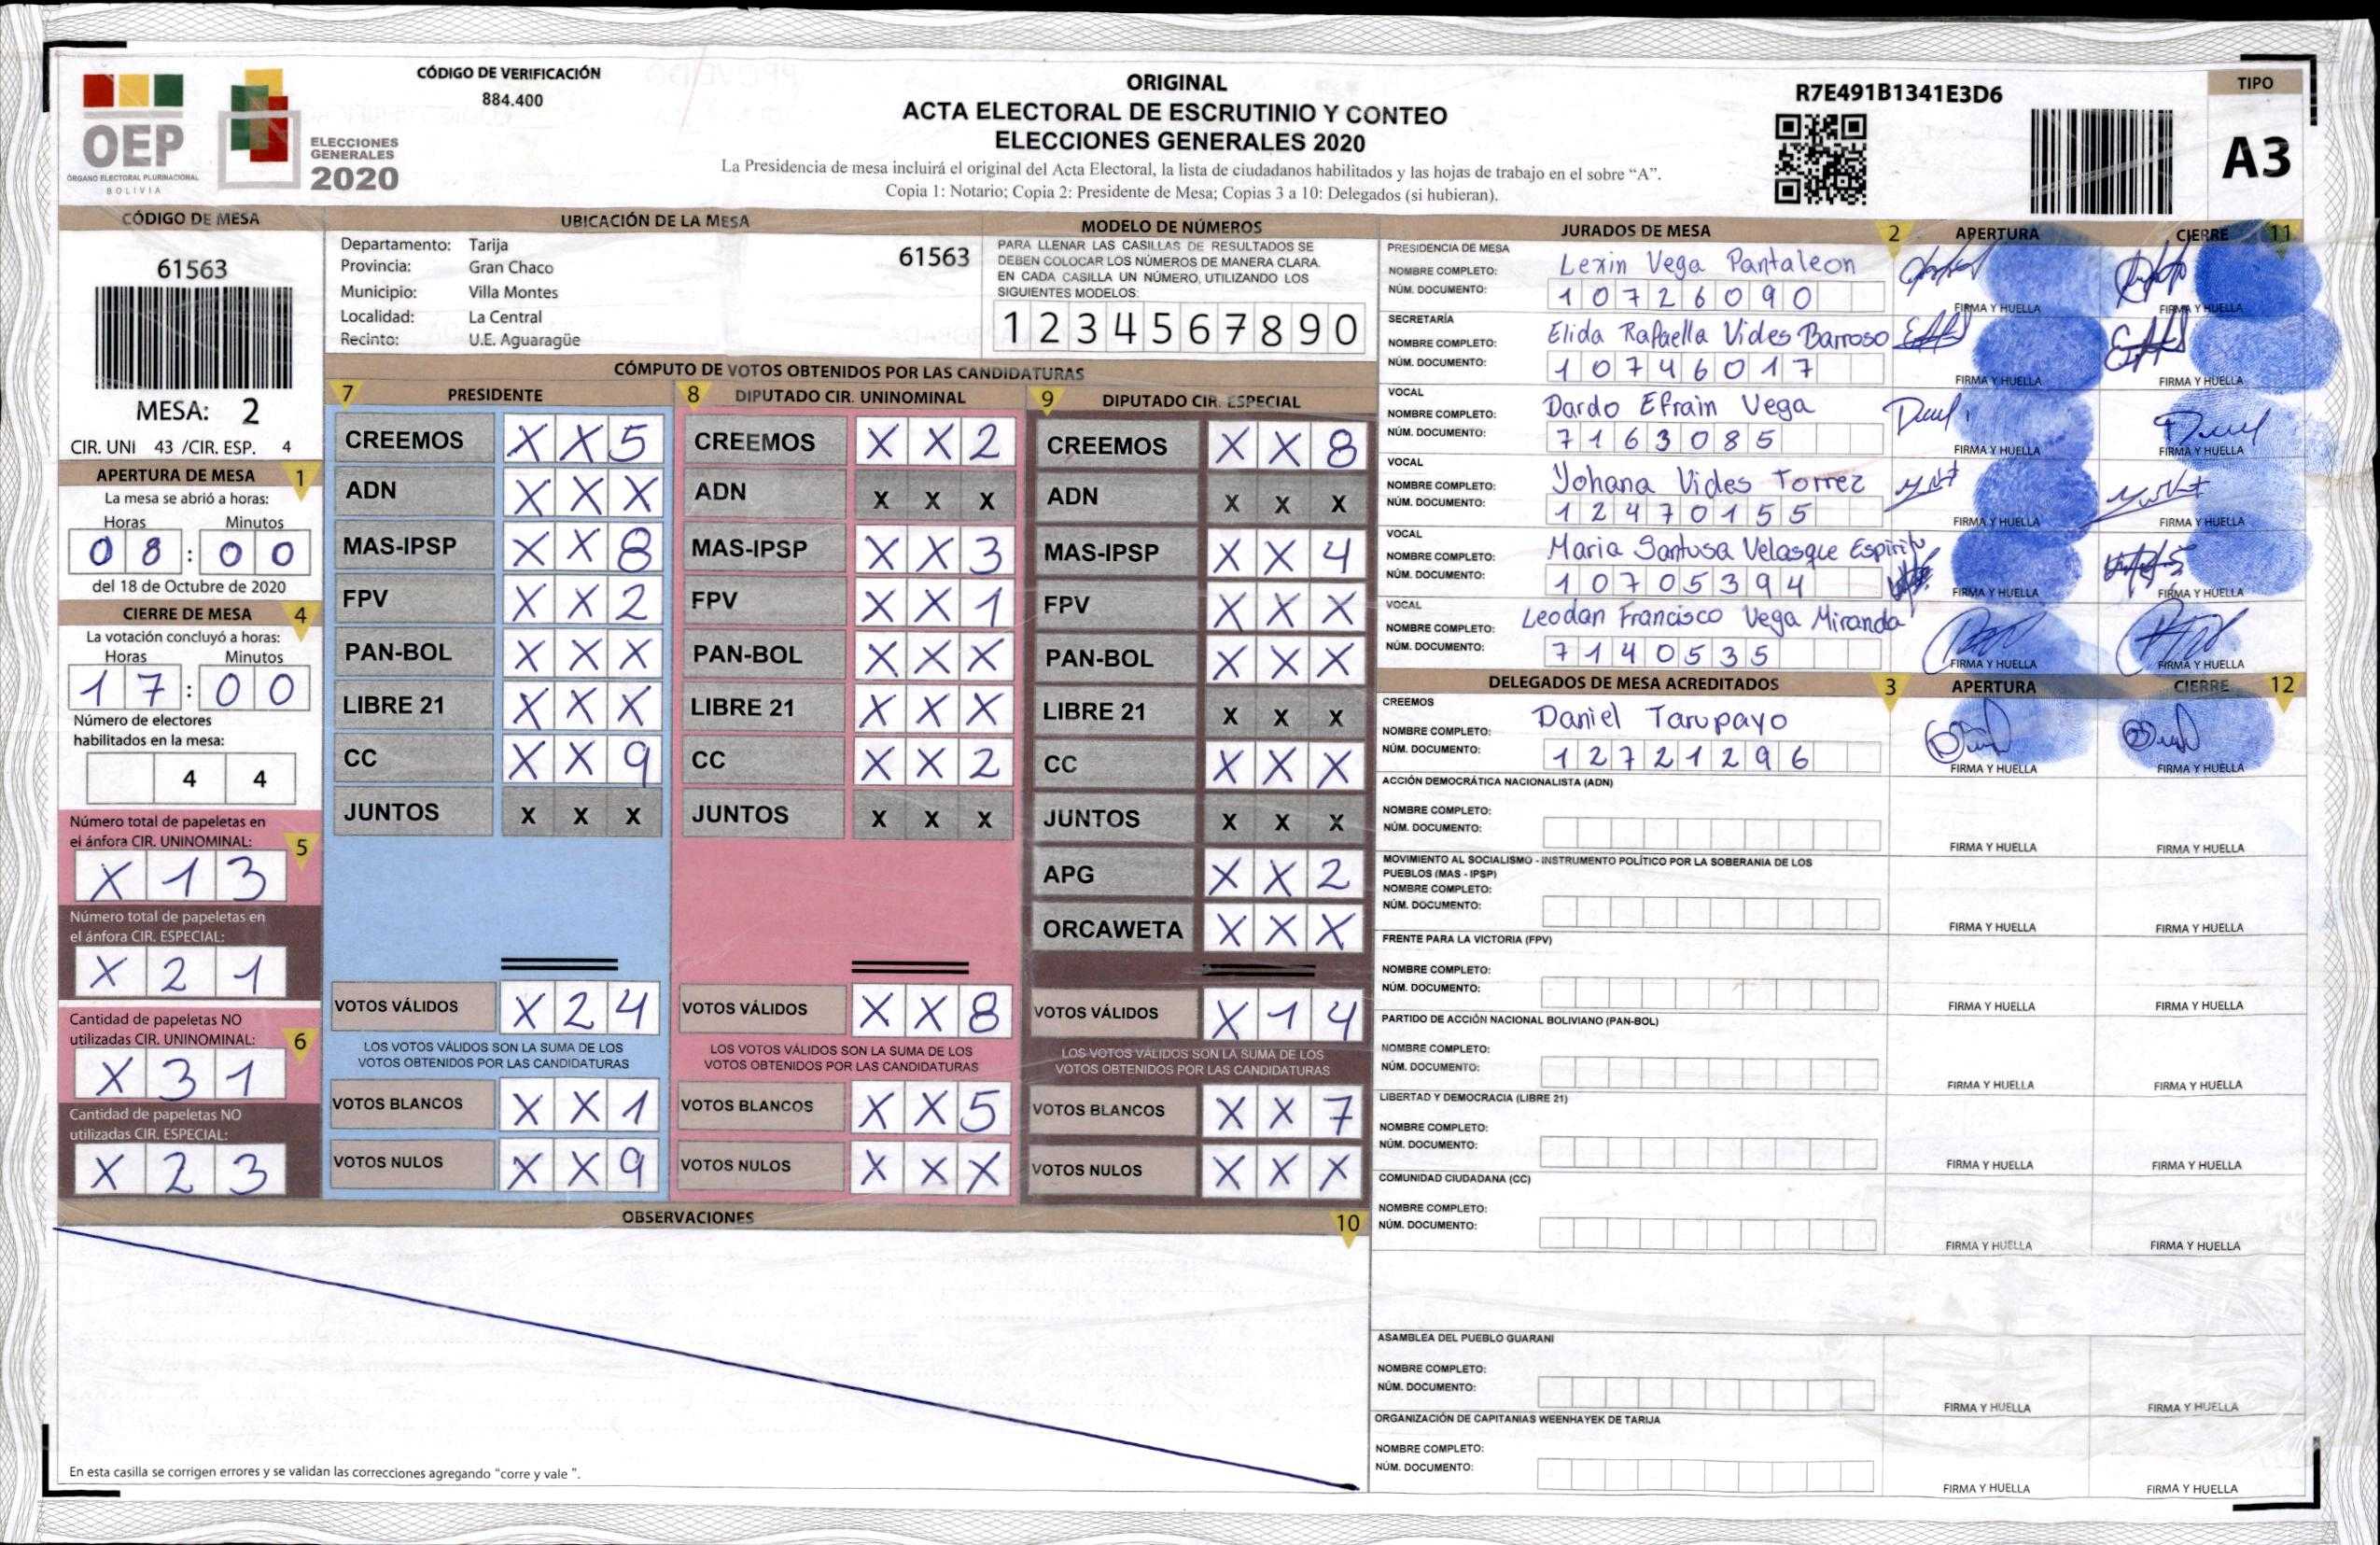 OEP
ÓRGANO ELECTORAL PLURINACIONAL
BOLIVIA
ELECCIONES
GENERALES
2020
CÓDIGO DE VERIFICACIÓN
884.400
ORIGINAL
ACTA ELECTORAL DE ESCRUTINIO Y CONTEO
ELECCIONES GENERALES 2020
La Presidencia de mesa incluirá el original del Acta Electoral, la lista de ciudadanos habilitados y las hojas de trabajo en el sobre “A”.
Copia 1: Notario; Copia 2: Presidente de Mesa; Copias 3 a 10: Delegados (si hubieran).
R7E491B1341E3D6
TIPO
A3
CÓDIGO DE MESA
61563
MESA: 2
CIR. UNI 43 /CIR. ESP. 4
APERTURA DE MESA 1
La mesa se abrió a horas:
Horas Minutos
0 8 : 0 0
del 18 de Octubre de 2020
CIERRE DE MESA 4
La votación concluyó a horas:
Horas Minutos
1 7 : 0 0
Número de electores
habilitados en la mesa:
4 4
Número total de papeletas en
el ánfora CIR. UNINOMINAL: 5
X 1 3
Número total de papeletas en
el ánfora CIR. ESPECIAL:
X 2 1
Cantidad de papeletas NO
utilizadas CIR. UNINOMINAL: 6
X 3 1
Cantidad de papeletas NO
utilizadas CIR. ESPECIAL:
X 2 3
UBICACIÓN DE LA MESA
Departamento: Tarija 61563
Provincia: Gran Chaco
Municipio: Villa Montes
Localidad: La Central
Recinto: U.E. Aguaragüe
MODELO DE NÚMEROS
PARA LLENAR LAS CASILLAS DE RESULTADOS SE
DEBEN COLOCAR LOS NÚMEROS DE MANERA CLARA.
EN CADA CASILLA UN NÚMERO, UTILIZANDO LOS
SIGUIENTES MODELOS:
1 2 3 4 5 6 7 8 9 0
CÓMPUTO DE VOTOS OBTENIDOS POR LAS CANDIDATURAS
7 PRESIDENTE
CREEMOS X X 5
ADN X X X
MAS-IPSP X X 8
FPV X X 2
PAN-BOL X X X
LIBRE 21 X X X
CC X X 9
JUNTOS X X X
VOTOS VÁLIDOS X 2 4
LOS VOTOS VÁLIDOS SON LA SUMA DE LOS
VOTOS OBTENIDOS POR LAS CANDIDATURAS
VOTOS BLANCOS X X 1
VOTOS NULOS X X 9
8 DIPUTADO CIR. UNINOMINAL
CREEMOS X X 2
ADN X X X
MAS-IPSP X X 3
FPV X X 1
PAN-BOL X X X
LIBRE 21 X X X
CC X X 2
JUNTOS X X X
VOTOS VÁLIDOS X X 8
LOS VOTOS VÁLIDOS SON LA SUMA DE LOS
VOTOS OBTENIDOS POR LAS CANDIDATURAS
VOTOS BLANCOS X X 5
VOTOS NULOS X X X
9 DIPUTADO CIR. ESPECIAL
CREEMOS X X 8
ADN X X X
MAS-IPSP X X 4
FPV X X X
PAN-BOL X X X
LIBRE 21 X X X
CC X X X
JUNTOS X X X
APG X X 2
ORCAWETA X X X
VOTOS VÁLIDOS X 1 4
LOS VOTOS VÁLIDOS SON LA SUMA DE LOS
VOTOS OBTENIDOS POR LAS CANDIDATURAS
VOTOS BLANCOS X X 7
VOTOS NULOS X X X
OBSERVACIONES 10
En esta casilla se corrigen errores y se validan las correcciones agregando “corre y vale ”.
JURADOS DE MESA 2 APERTURA CIERRE 11
PRESIDENCIA DE MESA
NOMBRE COMPLETO: Lexin Vega Pantaleon
NÚM. DOCUMENTO: 1 0 7 2 6 0 9 0
FIRMA Y HUELLA FIRMA Y HUELLA
SECRETARÍA
NOMBRE COMPLETO: Elida Rafaella Vides Barroso
NÚM. DOCUMENTO: 1 0 7 4 6 0 1 7
FIRMA Y HUELLA FIRMA Y HUELLA
VOCAL
NOMBRE COMPLETO: Dardo Efrain Vega
NÚM. DOCUMENTO: 7 1 6 3 0 8 5
FIRMA Y HUELLA FIRMA Y HUELLA
VOCAL
NOMBRE COMPLETO: Yohana Vides Torrez
NÚM. DOCUMENTO: 1 2 4 7 0 1 5 5
FIRMA Y HUELLA FIRMA Y HUELLA
VOCAL
NOMBRE COMPLETO: Maria Santusa Velasque Espiritu
NÚM. DOCUMENTO: 1 0 7 0 5 3 9 4
FIRMA Y HUELLA FIRMA Y HUELLA
VOCAL
NOMBRE COMPLETO: Leodan Francisco Vega Miranda
NÚM. DOCUMENTO: 7 1 4 0 5 3 5
FIRMA Y HUELLA FIRMA Y HUELLA
DELEGADOS DE MESA ACREDITADOS 3 APERTURA CIERRE 12
CREEMOS
NOMBRE COMPLETO: Daniel Tarupayo
NÚM. DOCUMENTO: 1 2 7 2 1 2 9 6
FIRMA Y HUELLA FIRMA Y HUELLA
ACCIÓN DEMOCRÁTICA NACIONALISTA (ADN)
NOMBRE COMPLETO:
NÚM. DOCUMENTO:
FIRMA Y HUELLA FIRMA Y HUELLA
MOVIMIENTO AL SOCIALISMO - INSTRUMENTO POLÍTICO POR LA SOBERANIA DE LOS
PUEBLOS (MAS - IPSP)
NOMBRE COMPLETO:
NÚM. DOCUMENTO:
FIRMA Y HUELLA FIRMA Y HUELLA
FRENTE PARA LA VICTORIA (FPV)
NOMBRE COMPLETO:
NÚM. DOCUMENTO:
FIRMA Y HUELLA FIRMA Y HUELLA
PARTIDO DE ACCIÓN NACIONAL BOLIVIANO (PAN-BOL)
NOMBRE COMPLETO:
NÚM. DOCUMENTO:
FIRMA Y HUELLA FIRMA Y HUELLA
LIBERTAD Y DEMOCRACIA (LIBRE 21)
NOMBRE COMPLETO:
NÚM. DOCUMENTO:
FIRMA Y HUELLA FIRMA Y HUELLA
COMUNIDAD CIUDADANA (CC)
NOMBRE COMPLETO:
NÚM. DOCUMENTO:
FIRMA Y HUELLA FIRMA Y HUELLA
ASAMBLEA DEL PUEBLO GUARANI
NOMBRE COMPLETO:
NÚM. DOCUMENTO:
FIRMA Y HUELLA FIRMA Y HUELLA
ORGANIZACIÓN DE CAPITANIAS WEENHAYEK DE TARIJA
NOMBRE COMPLETO:
NÚM. DOCUMENTO:
FIRMA Y HUELLA FIRMA Y HUELLA